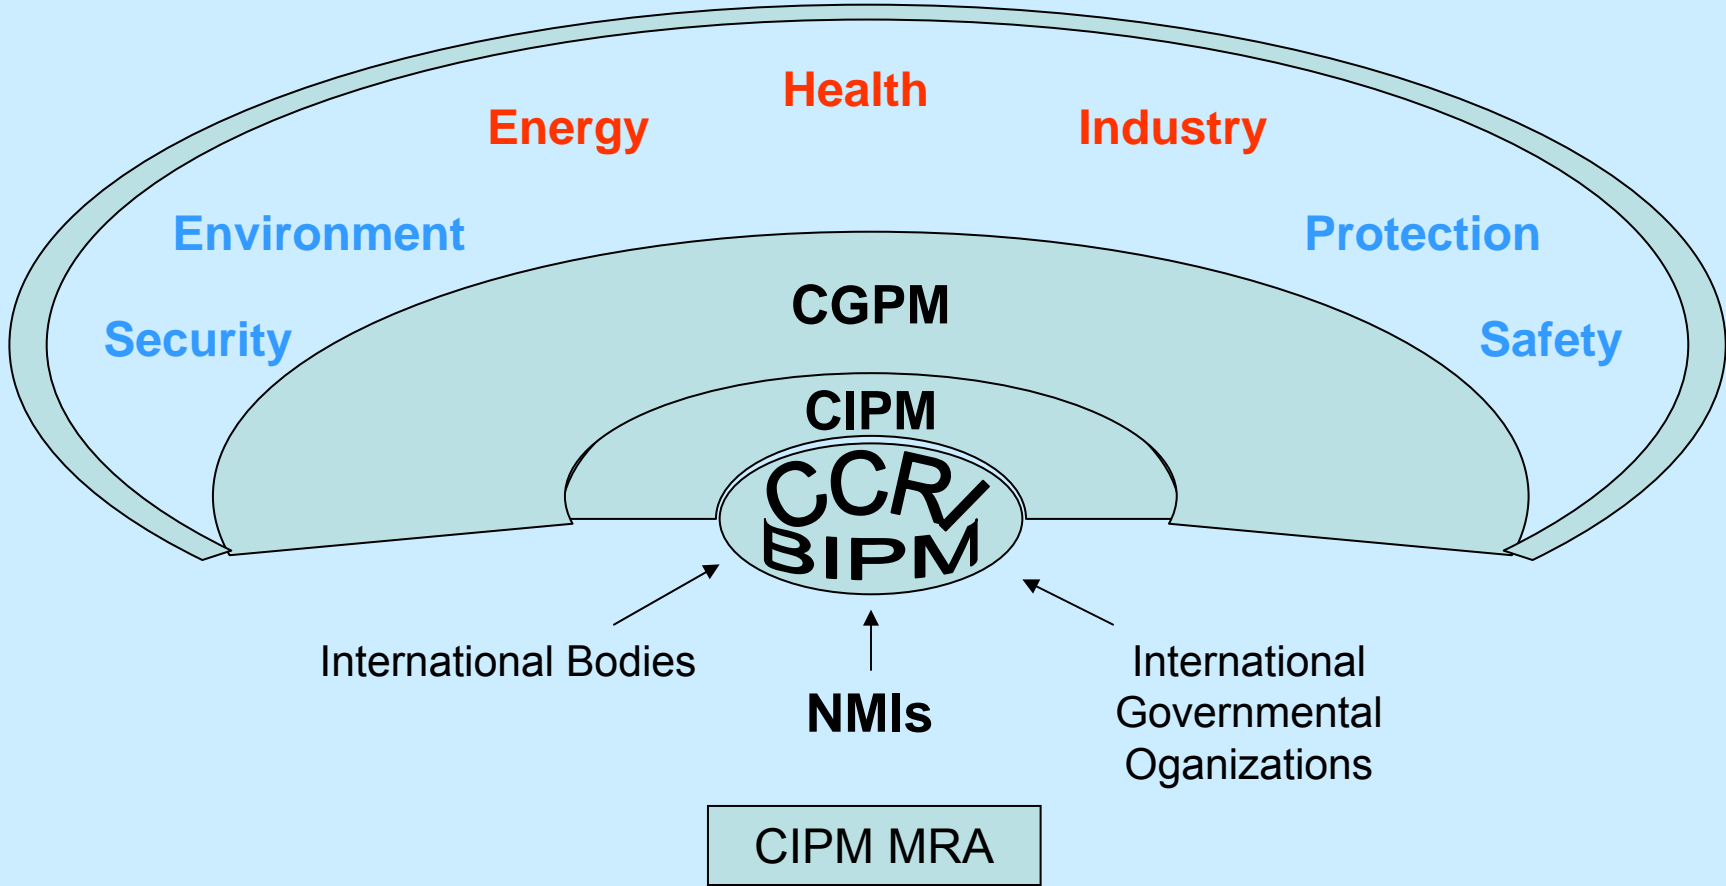 Health
Energy
Industry
Environment
Protection
CGPM
Security
Safety
CIPM
CCRI
BIPM
International Bodies
NMIs
International
Governmental
Oganizations
CIPM MRA